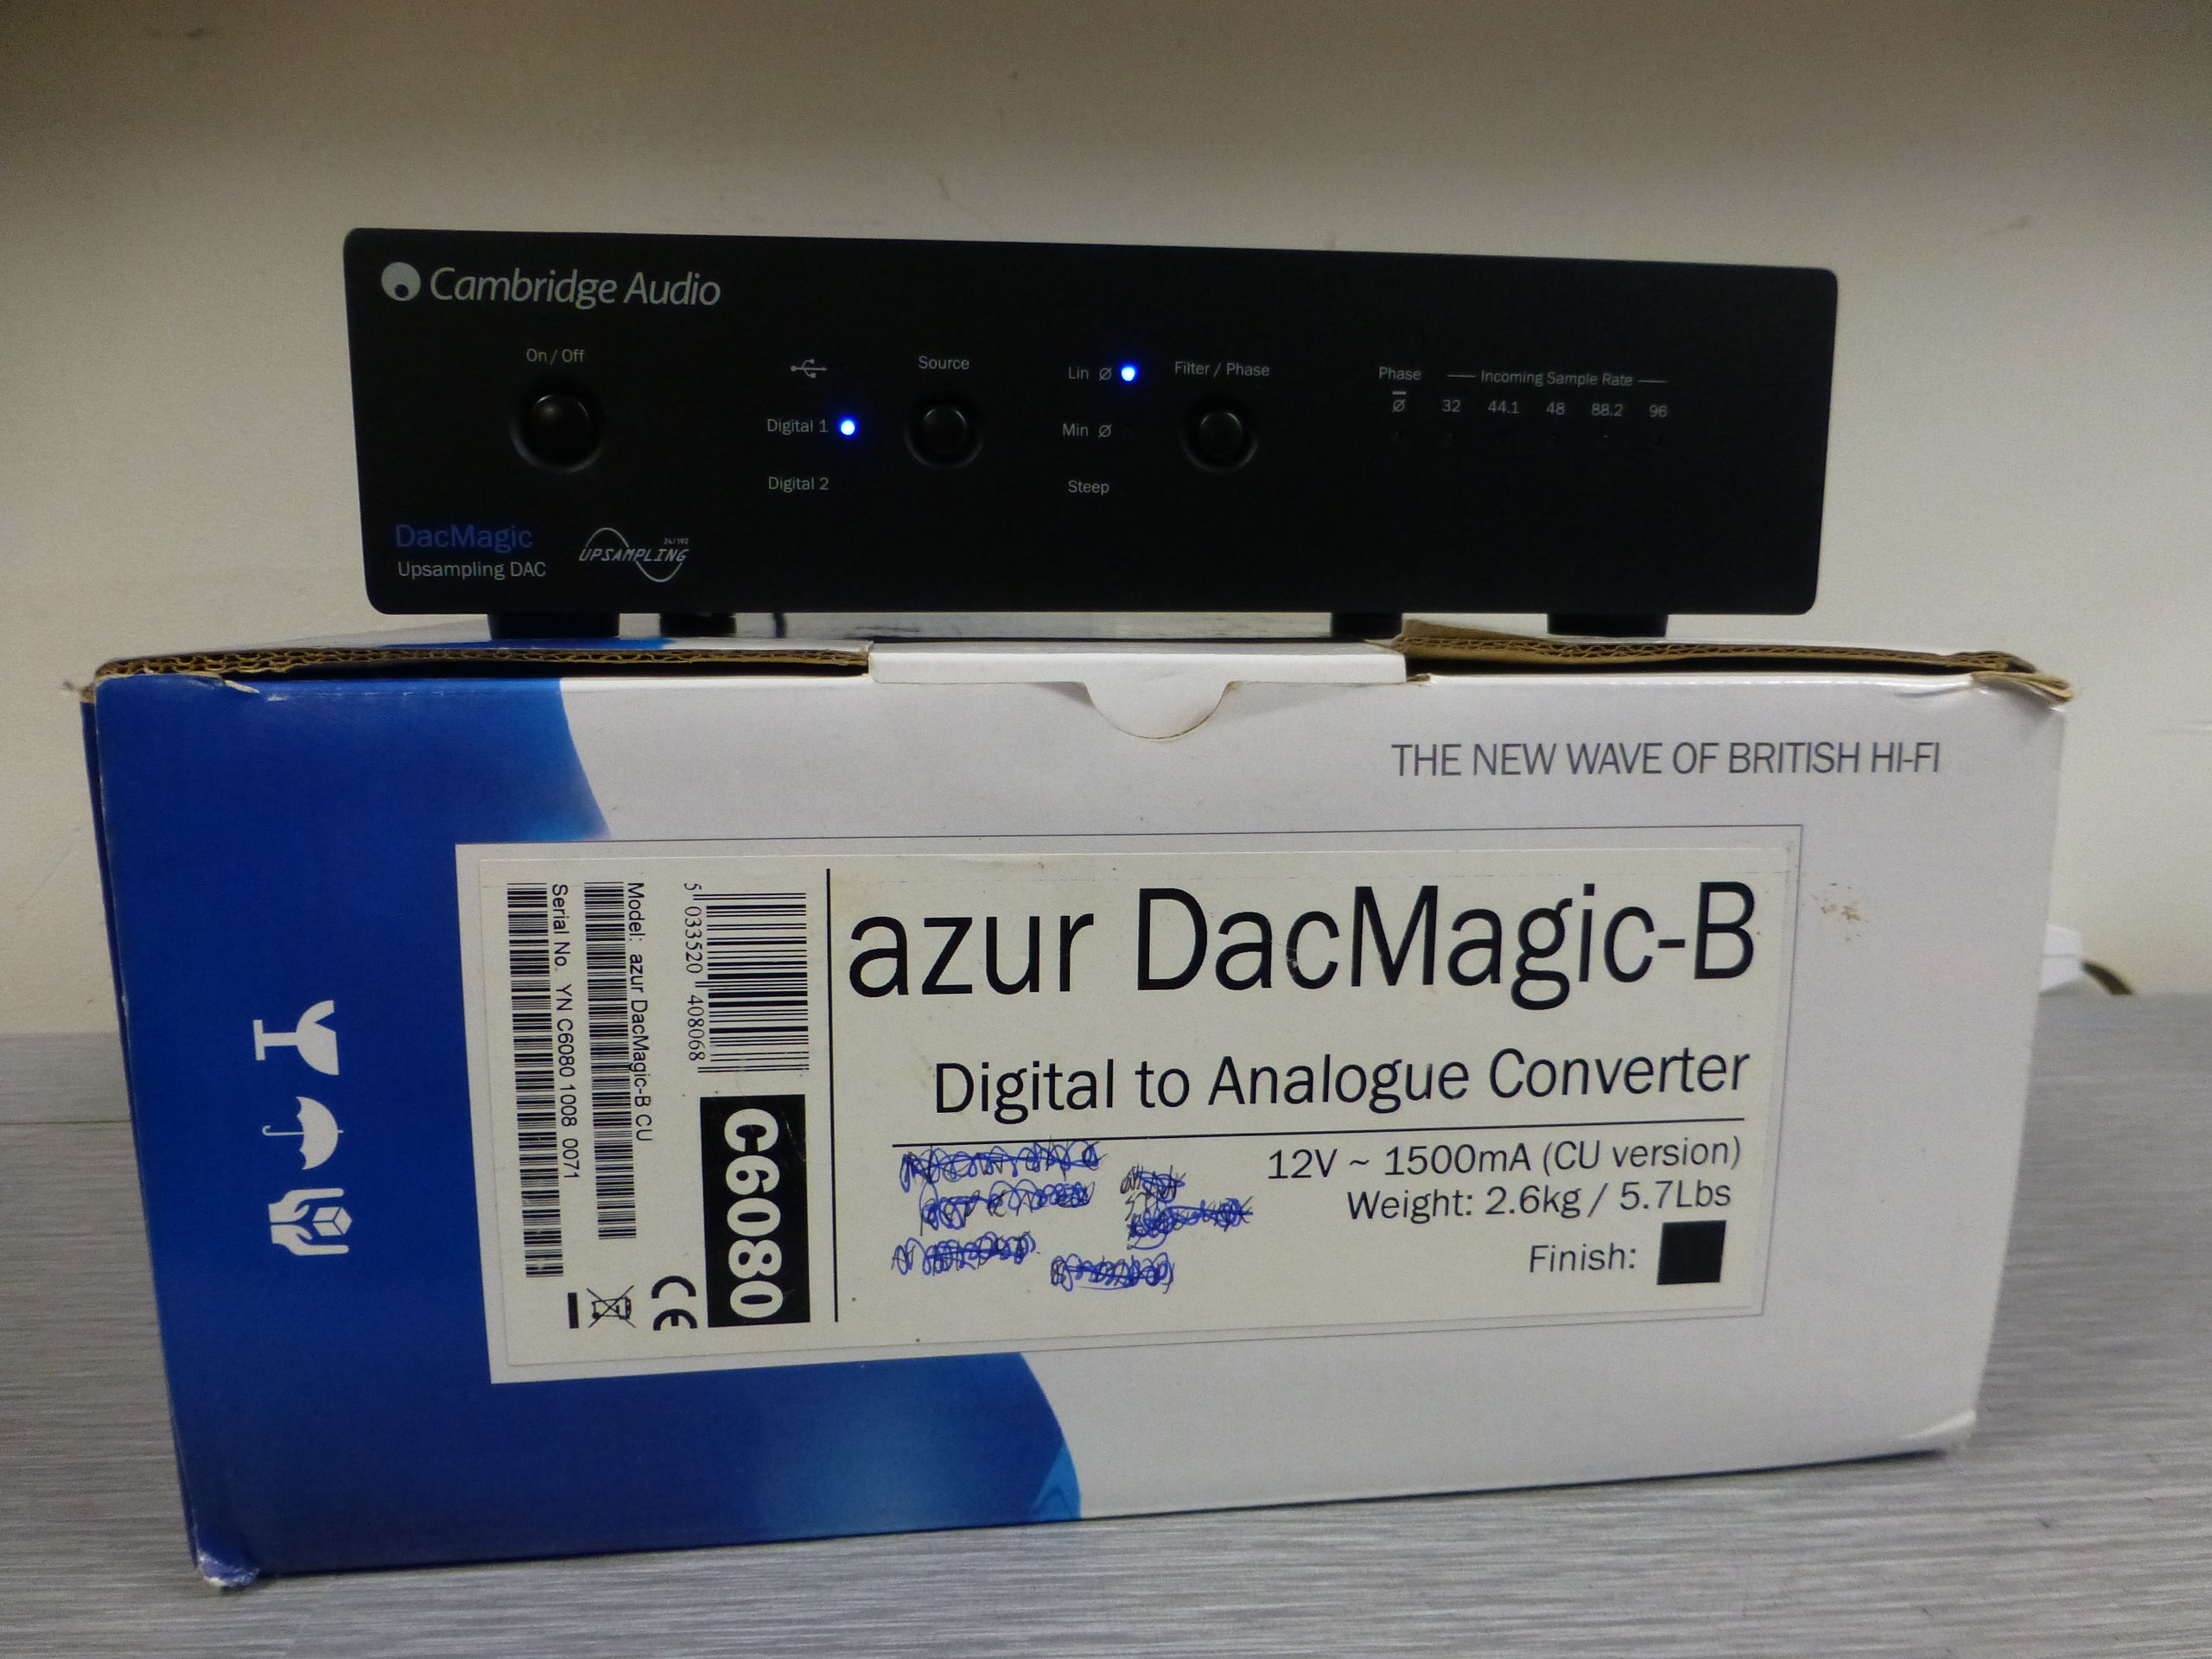 Cambridge Audio
On / Off
Source
Lin Ø
Filter / Phase
Phase
Incoming Sample Rate
Ø 32 44.1 48 88.2 96
Digital 1
Min Ø
Digital 2
Steep
DacMagic
Upsampling DAC
24/192
UPSAMPLING
THE NEW WAVE OF BRITISH HI-FI
azur DacMagic-B
Digital to Analogue Converter
12V ~ 1500mA (CU version)
Weight: 2.6kg / 5.7Lbs
Finish:
5 033520 408068
C6080
Model: azur DacMagic-B CU
Serial No. YN C6080 1008 0071
CE